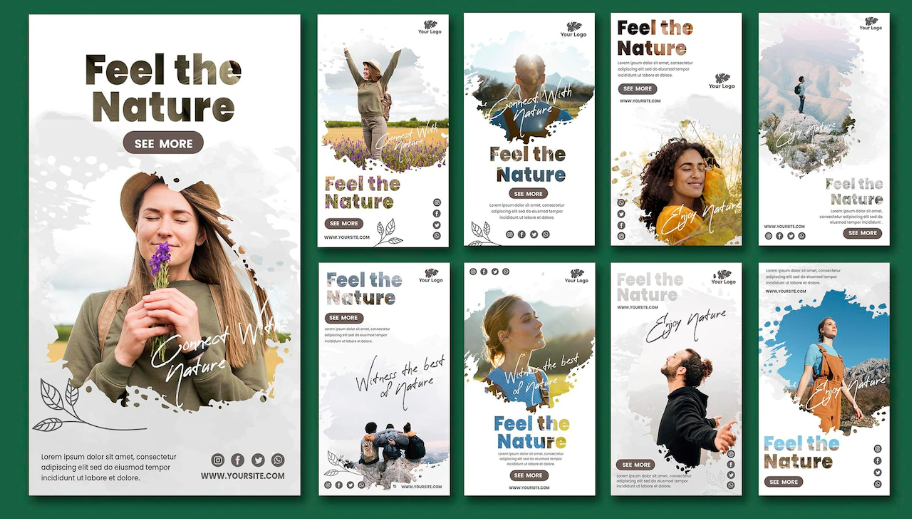 Feel the
Nature
SEE MORE
Connect With
Nature
Lorem ipsum dolor sit amet, consectetur
adipiscing elit sed do eiusmod tempor
incididunt ut labore et dolore.
WWW.YOURSITE.COM
Your Logo
Connect With
Nature
Feel the
Nature
SEE MORE
WWW.YOURSITE.COM
Your Logo
Connect With
Nature
Feel the
Nature
SEE MORE
Lorem ipsum dolor sit amet, consectetur
adipiscing elit sed do eiusmod tempor
incididunt ut labore et dolore.
Feel the
Nature
Lorem ipsum dolor sit amet, consectetur
adipiscing elit sed do eiusmod tempor
incididunt ut labore et dolore.
SEE MORE
Your Logo
WWW.YOURSITE.COM
Enjoy Nature
Your Logo
Enjoy Nature
Feel the
Nature
Lorem ipsum dolor sit amet,
consectetur adipiscing elit sed do
eiusmod tempor incididunt ut
labore et dolore.
WWW.YOURSITE.COM
SEE MORE
Feel the
Nature
Your Logo
SEE MORE
Lorem ipsum dolor sit amet, consectetur
adipiscing elit sed do eiusmod tempor
incididunt ut labore et dolore.
Witness the best
of Nature
WWW.YOURSITE.COM
Your Logo
Witness the best
of Nature
Feel the
Nature
Lorem ipsum dolor sit amet, consectetur
adipiscing elit sed do eiusmod tempor
incididunt ut labore et dolore.
SEE MORE
WWW.YOURSITE.COM
Feel the
Nature
Your Logo
WWW.YOURSITE.COM
Enjoy Nature
SEE MORE
Lorem ipsum dolor sit amet, consectetur
adipiscing elit sed do eiusmod tempor
incididunt ut labore et dolore.
Lorem ipsum dolor sit amet, consectetur
adipiscing elit sed do eiusmod tempor
incididunt ut labore et dolore.
WWW.YOURSITE.COM
Enjoy Nature
Feel the
Nature
SEE MORE